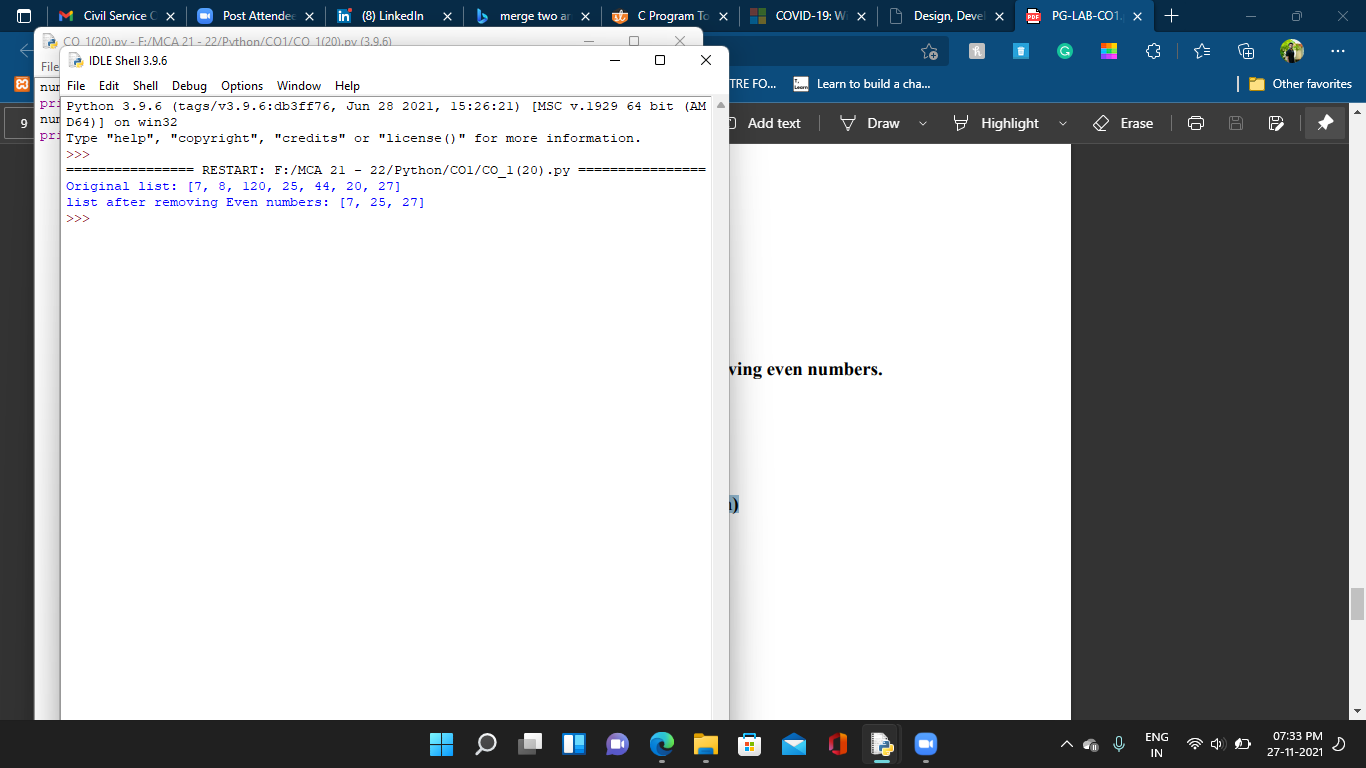 Civil Service C
Post Attendee
(8) LinkedIn
merge two ar
C Program To
COVID-19: W
Design, Devel
PG-LAB-CO1.
CO_1(20).py - F:/MCA 21 - 22/Python/CO1/CO_1(20).py (3.9.6)
File
IDLE Shell 3.9.6
File Edit Shell Debug Options Window Help
TRE FO...
Learn to build a cha...
Other favorites
9
Add text
Draw
Highlight
Erase
num
pri
num
pri
Python 3.9.6 (tags/v3.9.6:db3ff76, Jun 28 2021, 15:26:21) [MSC v.1929 64 bit (AM
D64)] on win32
Type "help", "copyright", "credits" or "license()" for more information.
>>>
================ RESTART: F:/MCA 21 - 22/Python/CO1/CO_1(20).py ================
Original list: [7, 8, 120, 25, 44, 20, 27]
list after removing Even numbers: [7, 25, 27]
>>>
ving even numbers.
)
ENG
IN
07:33 PM
27-11-2021